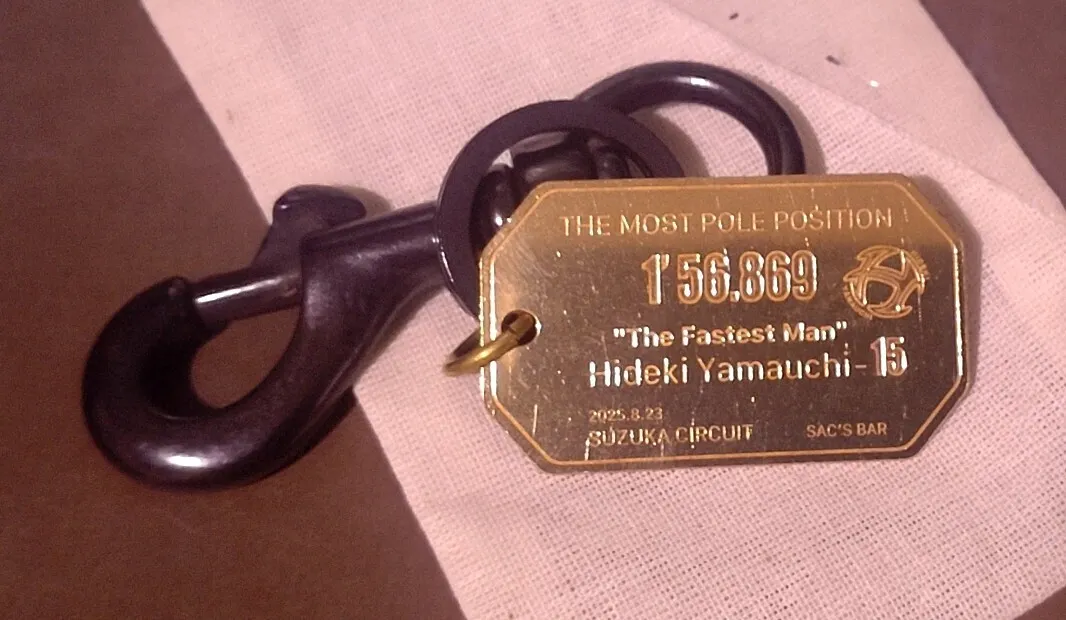 THE MOST POLE POSITION
1'56.869
"The Fastest Man"
Hideki Yamauchi-15
2025.8.23
SUZUKA CIRCUIT SAC'S BAR